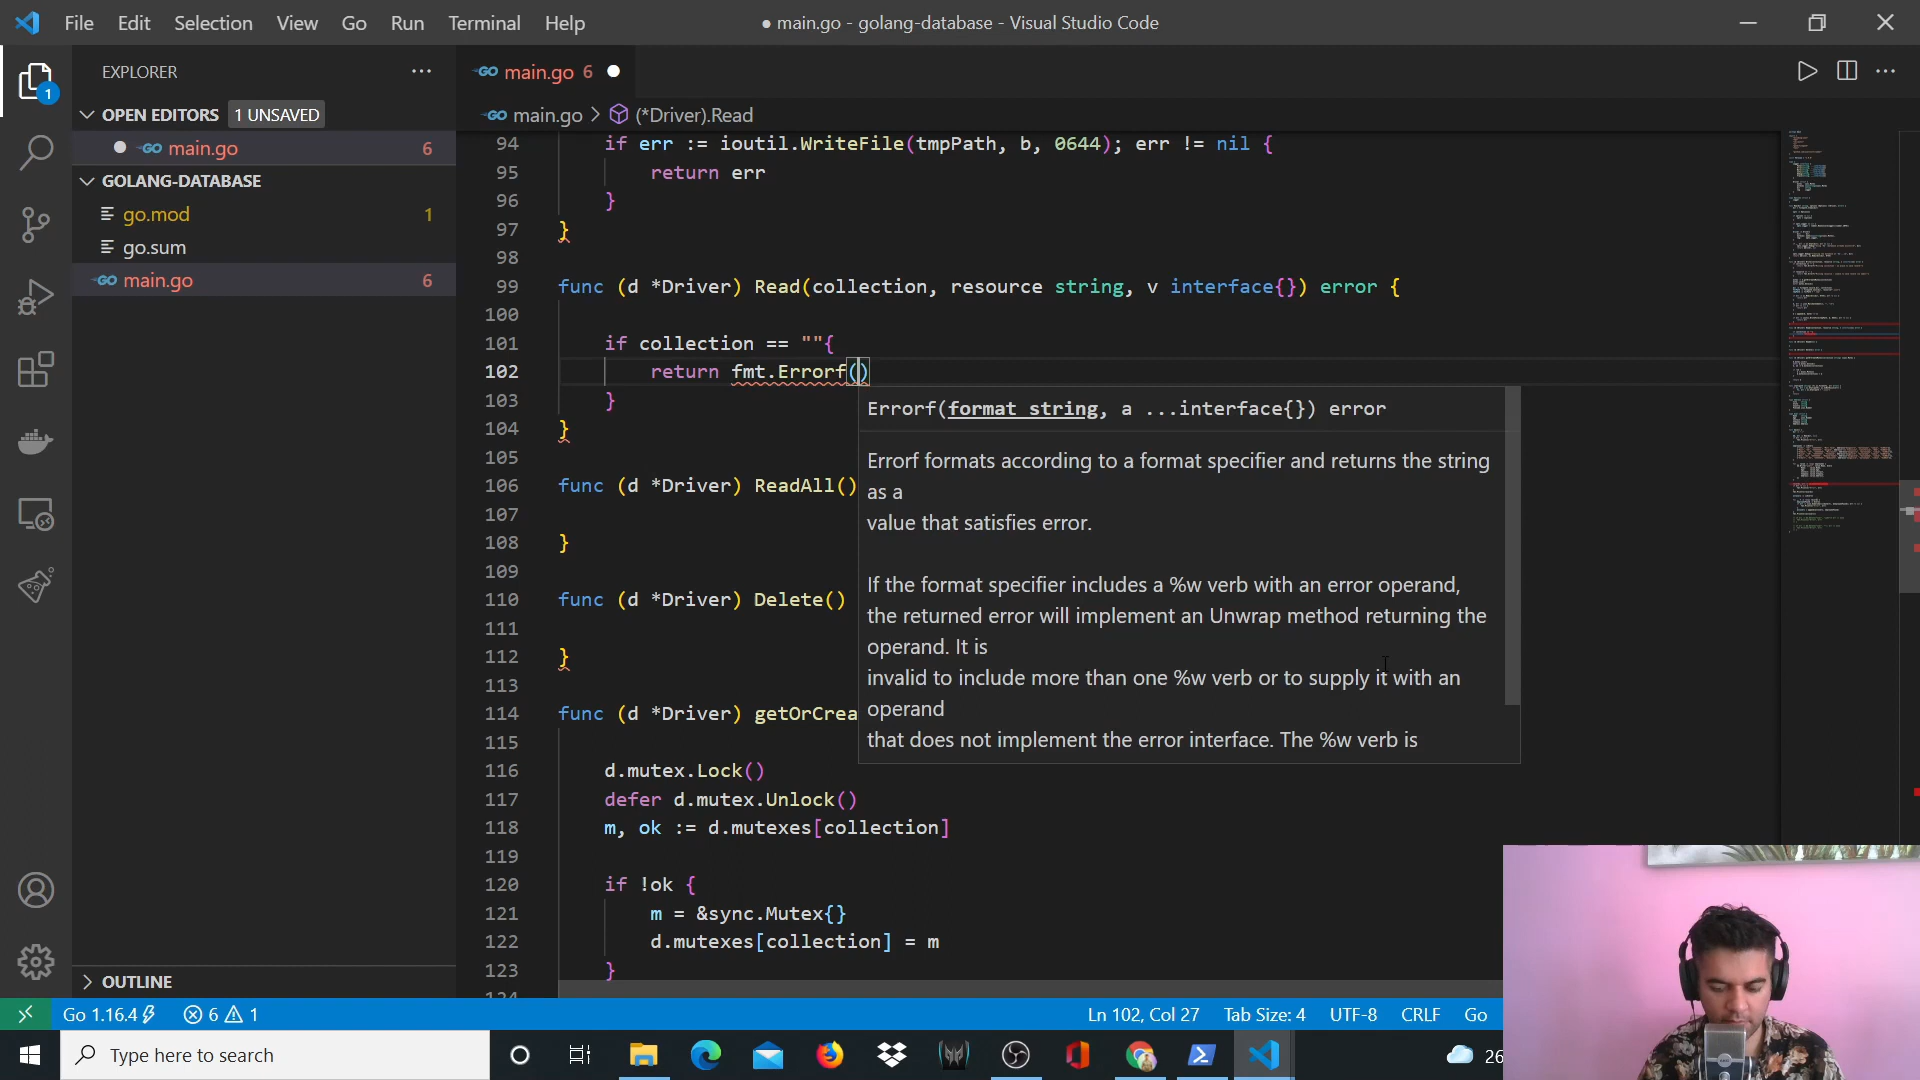 File Edit Selection View Go Run Terminal Help
● main.go - golang-database - Visual Studio Code
EXPLORER
1
OPEN EDITORS 1 UNSAVED
main.go 6
GOLANG-DATABASE
go.mod 1
go.sum
main.go 6
OUTLINE
main.go 6
main.go > (*Driver).Read
94 if err := ioutil.WriteFile(tmpPath, b, 0644); err != nil {
95 return err
96 }
97 }
98
99 func (d *Driver) Read(collection, resource string, v interface{}) error {
100
101 if collection == ""{
102 return fmt.Errorf()
103 }
104 }
105
106 func (d *Driver) ReadAll()
107
108 }
109
110 func (d *Driver) Delete()
111
112 }
113
114 func (d *Driver) getOrCrea
115
116 d.mutex.Lock()
117 defer d.mutex.Unlock()
118 m, ok := d.mutexes[collection]
119
120 if !ok {
121 m = &sync.Mutex{}
122 d.mutexes[collection] = m
123 }
124
Errorf(format string, a ...interface{}) error
Errorf formats according to a format specifier and returns the string
as a
value that satisfies error.
If the format specifier includes a %w verb with an error operand,
the returned error will implement an Unwrap method returning the
operand. It is
invalid to include more than one %w verb or to supply it with an
operand
that does not implement the error interface. The %w verb is
Go 1.16.4 6 1 Ln 102, Col 27 Tab Size: 4 UTF-8 CRLF Go
Type here to search
26